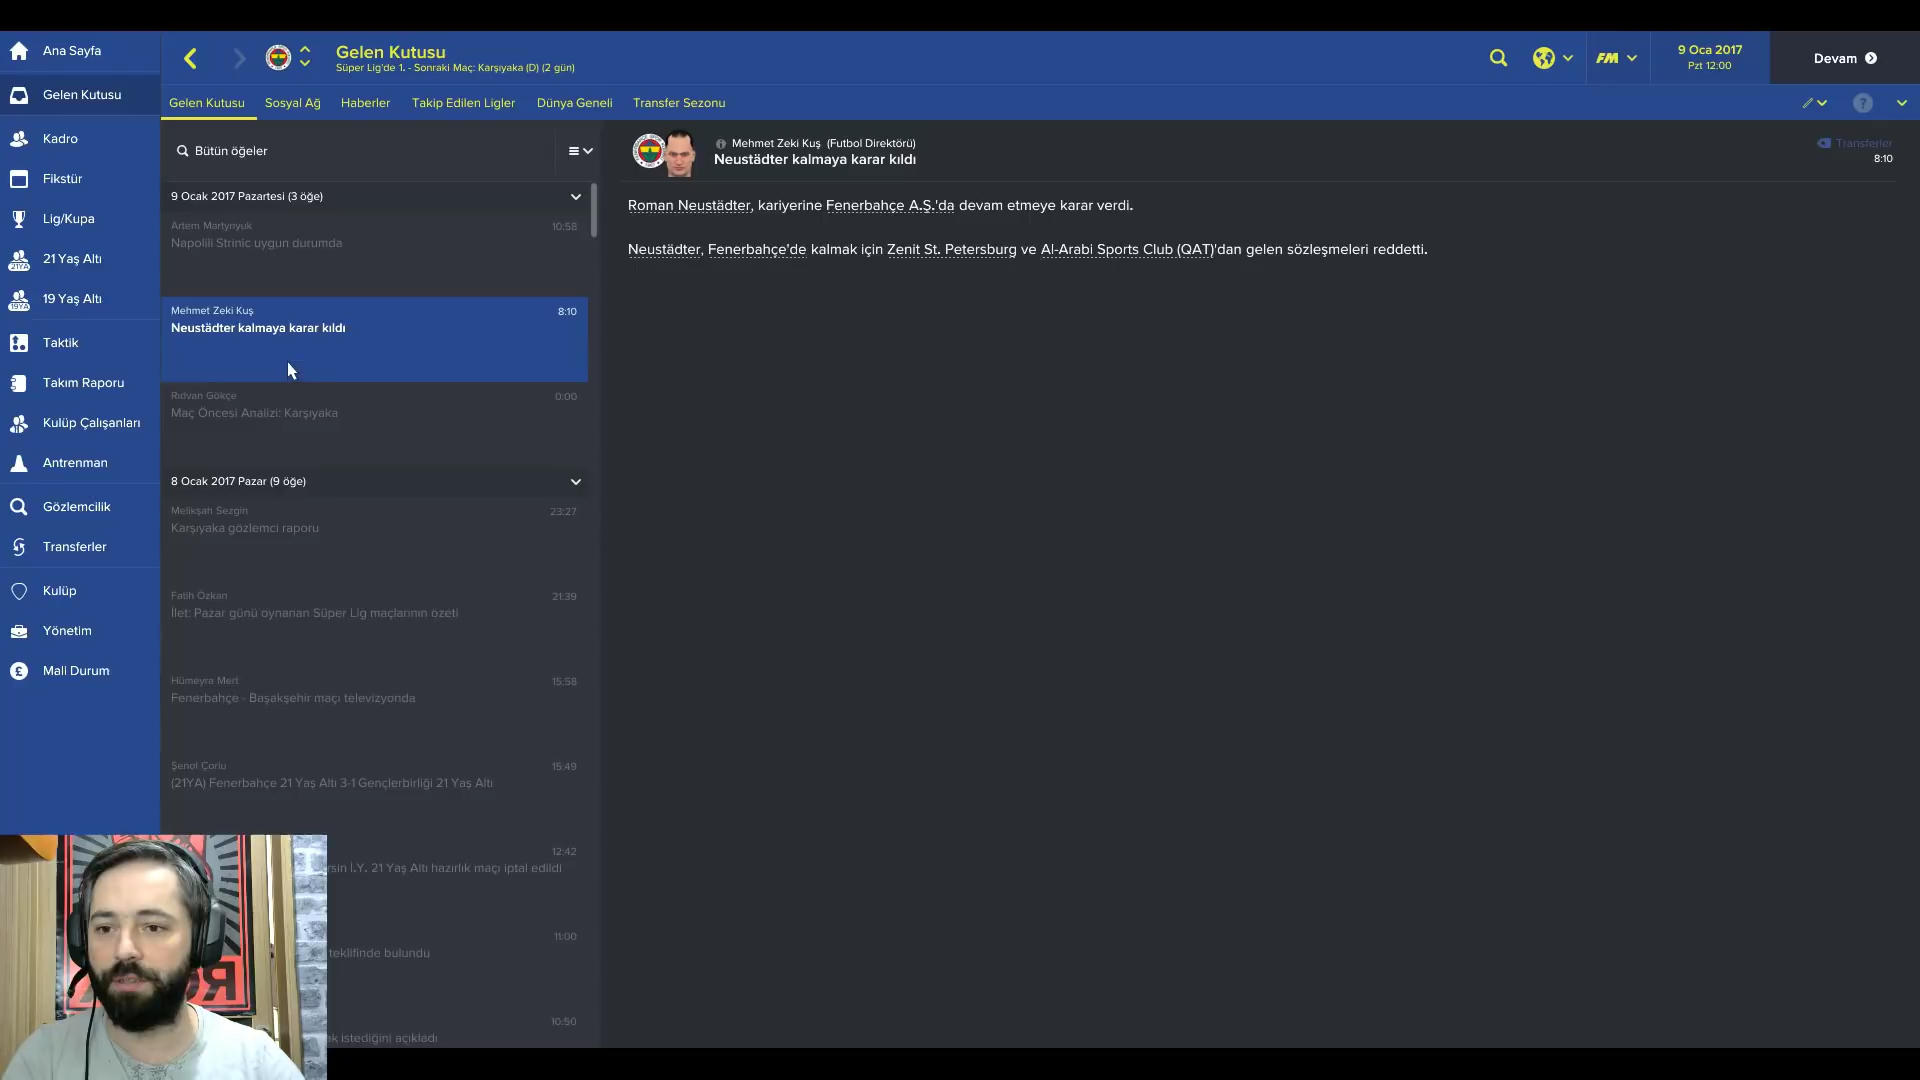 Ana Sayfa
Gelen Kutusu
Kadro
Fikstür
Lig/Kupa
21 Yaş Altı
21YA
19 Yaş Altı
19YA
Taktik
Takım Raporu
Kulüp Çalışanları
Antrenman
Gözlemcilik
Transferler
Kulüp
Yönetim
Mali Durum
Gelen Kutusu
Süper Lig'de 1. - Sonraki Maç: Karşıyaka (D) (2 gün)
FM
9 Oca 2017
Pzt 12:00
Devam
Gelen Kutusu Sosyal Ağ Haberler Takip Edilen Ligler Dünya Geneli Transfer Sezonu
Bütün öğeler
9 Ocak 2017 Pazartesi (3 öğe)
Artem Martynyuk 10:58
Napolili Strinic uygun durumda
Mehmet Zeki Kuş 8:10
Neustädter kalmaya karar kıldı
Rıdvan Gökçe 0:00
Maç Öncesi Analizi: Karşıyaka
8 Ocak 2017 Pazar (9 öğe)
Melikşah Sezgin 23:27
Karşıyaka gözlemci raporu
Fatih Özkan 21:39
İlet: Pazar günü oynanan Süper Lig maçlarının özeti
Hümeyra Mert 15:58
Fenerbahçe - Başakşehir maçı televizyonda
Şenol Çorlu 15:49
(21YA) Fenerbahçe 21 Yaş Altı 3-1 Gençlerbirliği 21 Yaş Altı
12:42
rsin İ.Y. 21 Yaş Altı hazırlık maçı iptal edildi
11:00
teklifinde bulundu
10:50
ak istediğini açıkladı
Mehmet Zeki Kuş (Futbol Direktörü)
Neustädter kalmaya karar kıldı
Transferler
8:10
Roman Neustädter, kariyerine Fenerbahçe A.Ş.'da devam etmeye karar verdi.
Neustädter, Fenerbahçe'de kalmak için Zenit St. Petersburg ve Al-Arabi Sports Club (QAT)'dan gelen sözleşmeleri reddetti.